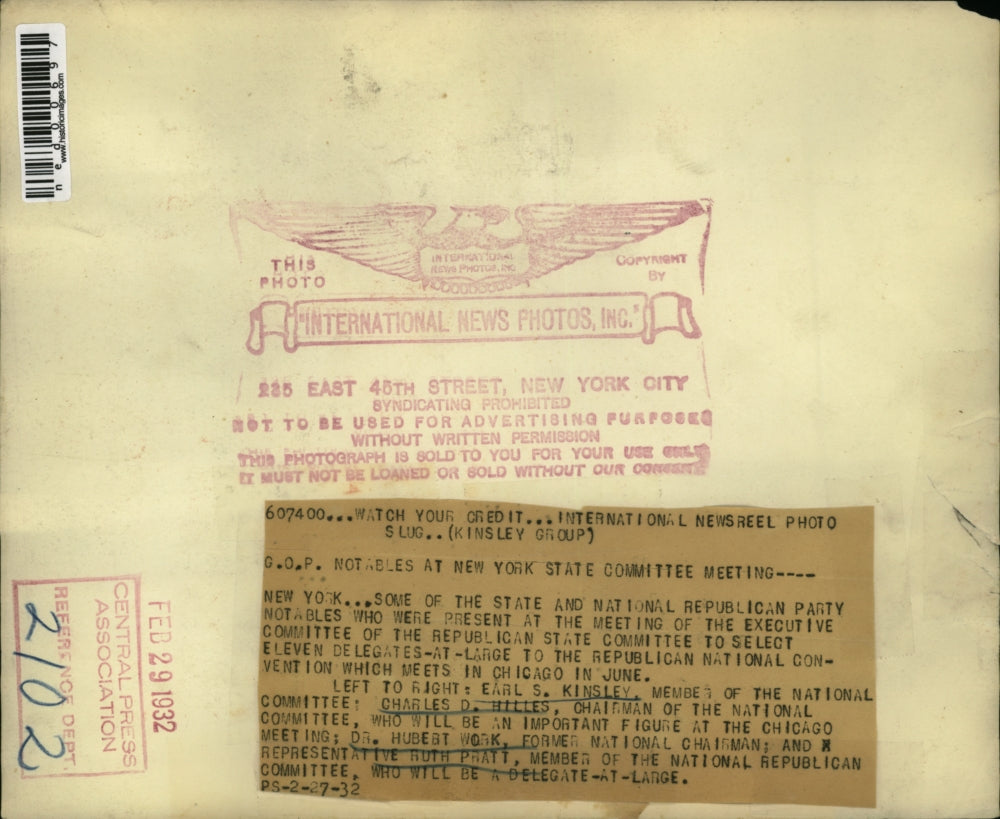 ned00697
www.historicimages.com
INTERNATIONAL
NEWS PHOTOS, INC.
THIS
PHOTO
COPYRIGHT
BY
"INTERNATIONAL NEWS PHOTOS, INC."
235 EAST 45TH STREET, NEW YORK CITY
SYNDICATING PROHIBITED
NOT TO BE USED FOR ADVERTISING PURPOSES
WITHOUT WRITTEN PERMISSION
THIS PHOTOGRAPH IS SOLD TO YOU FOR YOUR USE ONLY
IT MUST NOT BE LOANED OR SOLD WITHOUT OUR CONSENT
607400...WATCH YOUR CREDIT...INTERNATIONAL NEWSREEL PHOTO
SLUG..(KINSLEY GROUP)
G.O.P. NOTABLES AT NEW YORK STATE COMMITTEE MEETING----
NEW YORK...SOME OF THE STATE AND NATIONAL REPUBLICAN PARTY
NOTABLES WHO WERE PRESENT AT THE MEETING OF THE EXECUTIVE
COMMITTEE OF THE REPUBLICAN STATE COMMITTEE TO SELECT
ELEVEN DELEGATES-AT-LARGE TO THE REPUBLICAN NATIONAL CON-
VENTION WHICH MEETS IN CHICAGO IN JUNE.
LEFT TO RIGHT: EARL S. KINSLEY, MEMBER OF THE NATIONAL
COMMITTEE; CHARLES D. HILLES, CHAIRMAN OF THE NATIONAL
COMMITTEE, WHO WILL BE AN IMPORTANT FIGURE AT THE CHICAGO
MEETING; DR. HUBERT WORK, FORMER NATIONAL CHAIRMAN; AND X
REPRESENTATIVE RUTH PRATT, MEMBER OF THE NATIONAL REPUBLICAN
COMMITTEE, WHO WILL BE A DELEGATE-AT-LARGE.
PS-2-27-32
FEB 29 1932
CENTRAL PRESS
ASSOCIATION
REFERENCE DEPT.
2102